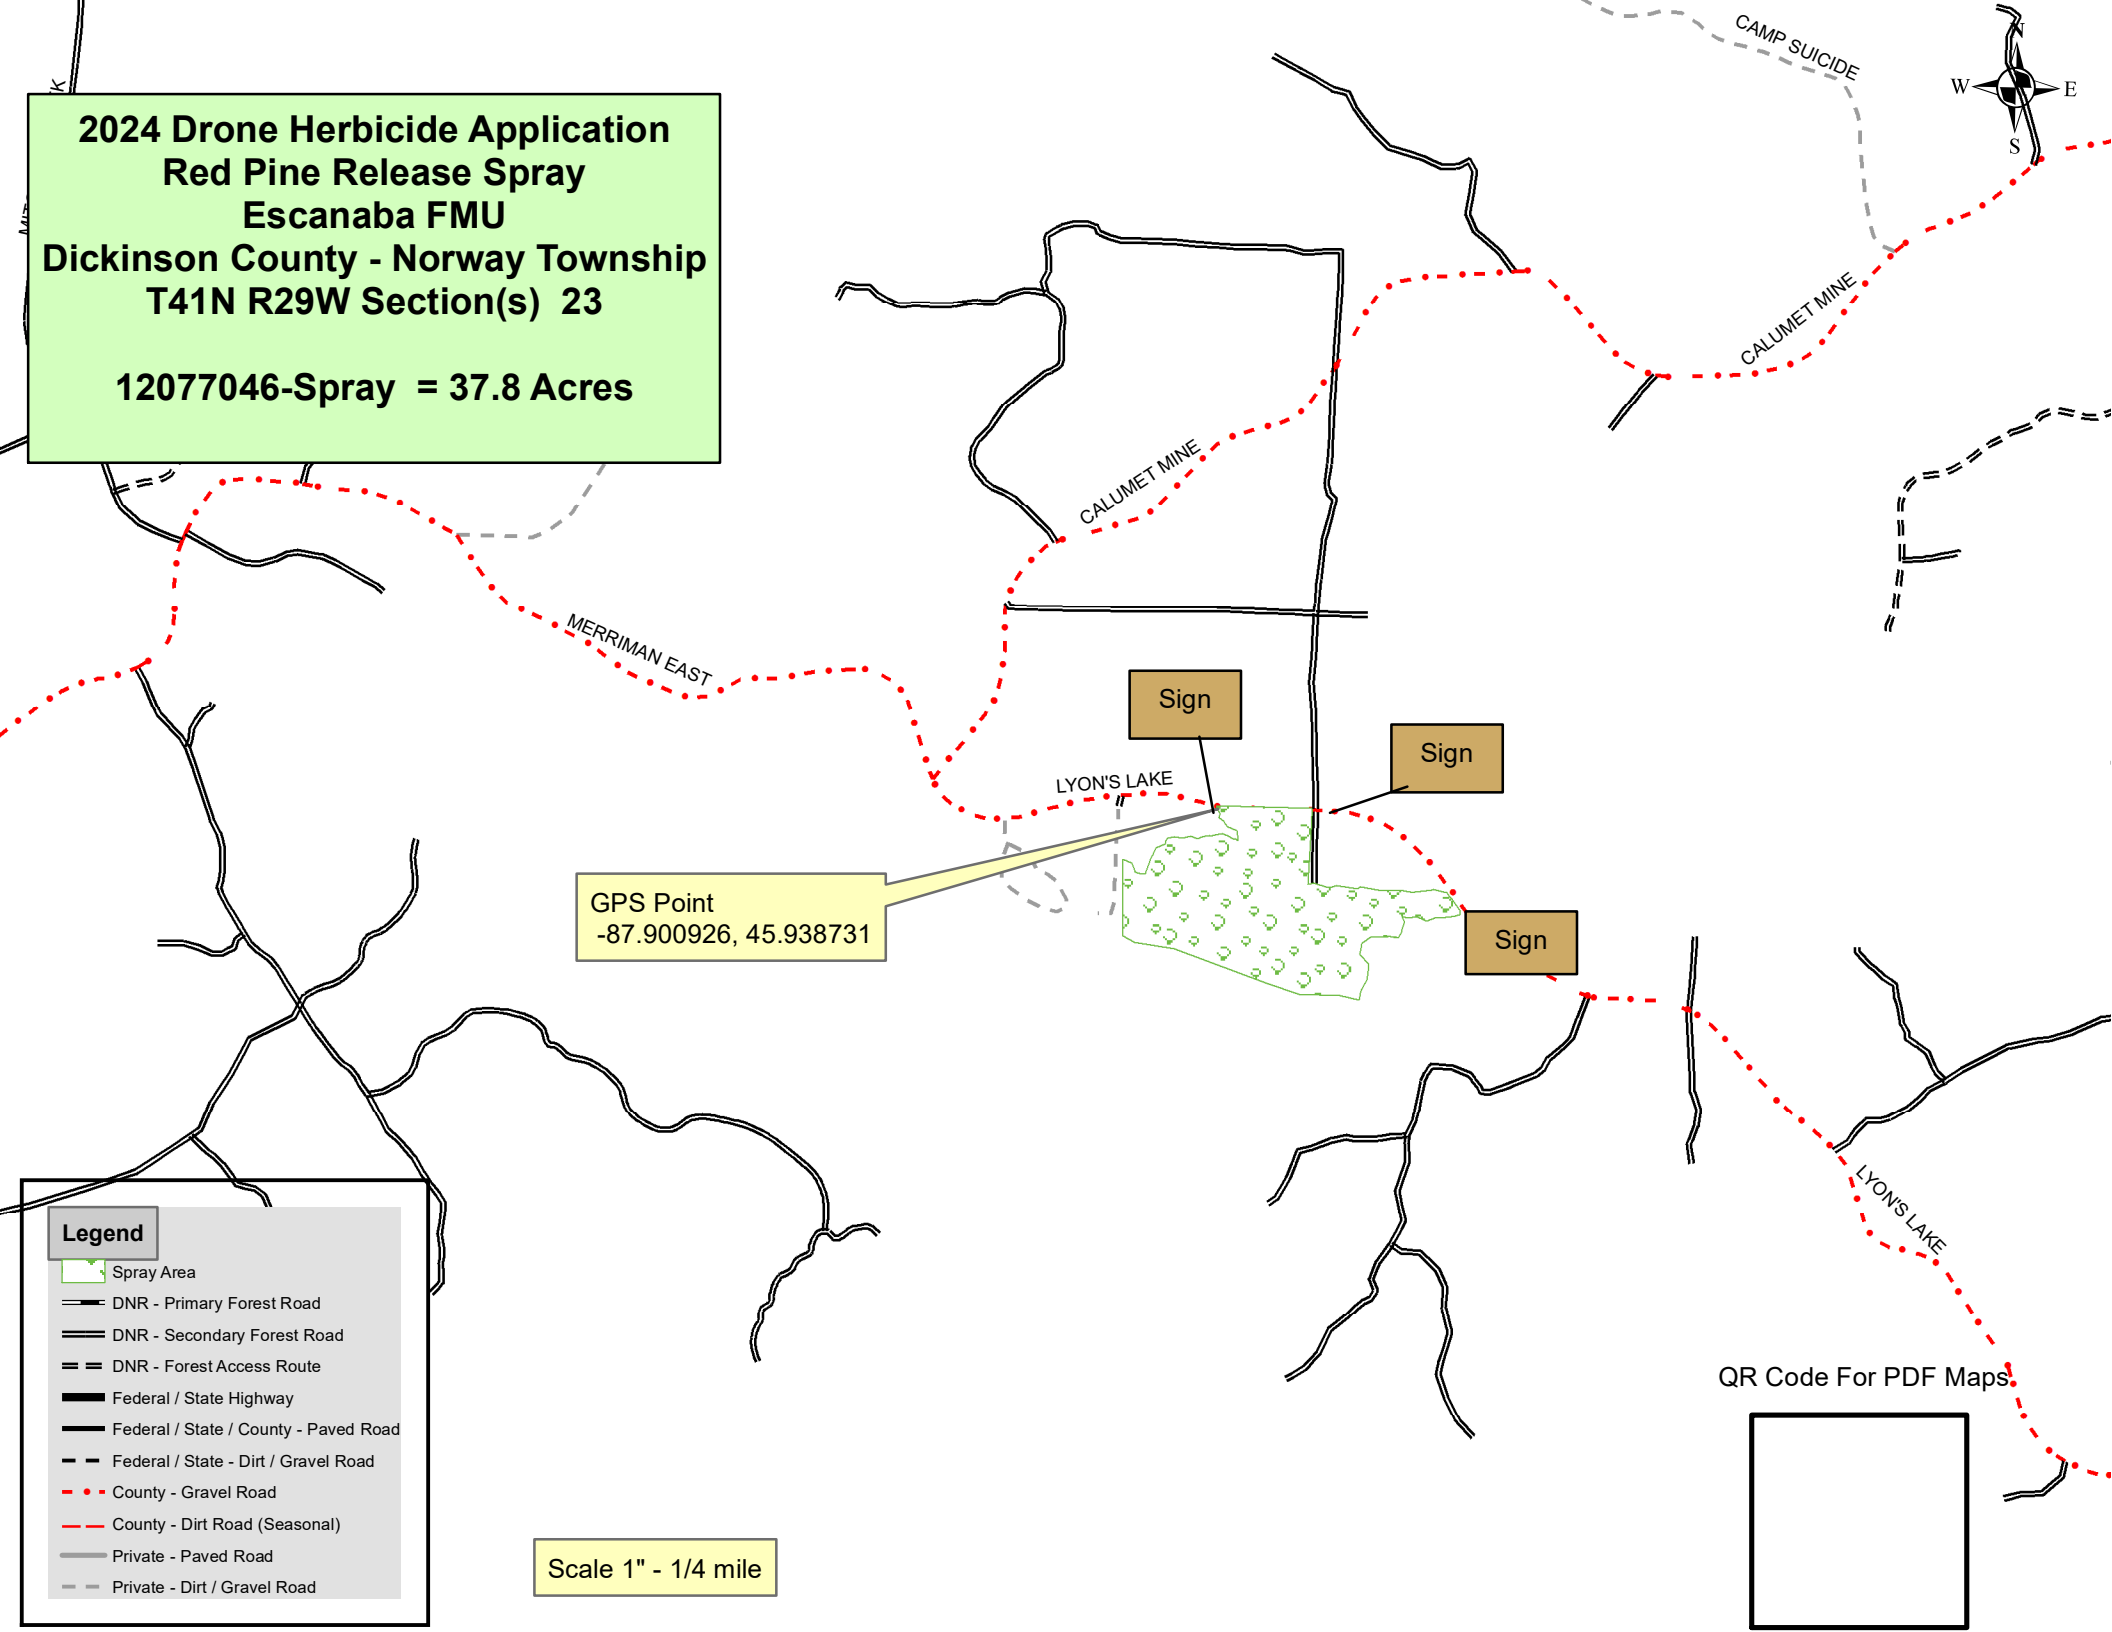 CAMP SUICIDE
N
W
E
S
2024 Drone Herbicide Application
Red Pine Release Spray
Escanaba FMU
Dickinson County - Norway Township
T41N R29W Section(s) 23
12077046-Spray = 37.8 Acres
CALUMET MINE
CALUMET MINE
MERRIMAN EAST
Sign
Sign
LYON'S LAKE
GPS Point
-87.900926, 45.938731
Sign
LYON'S LAKE
Legend
Spray Area
DNR - Primary Forest Road
DNR - Secondary Forest Road
DNR - Forest Access Route
Federal / State Highway
Federal / State / County - Paved Road
Federal / State - Dirt / Gravel Road
County - Gravel Road
County - Dirt Road (Seasonal)
Private - Paved Road
Private - Dirt / Gravel Road
Scale 1" - 1/4 mile
QR Code For PDF Maps